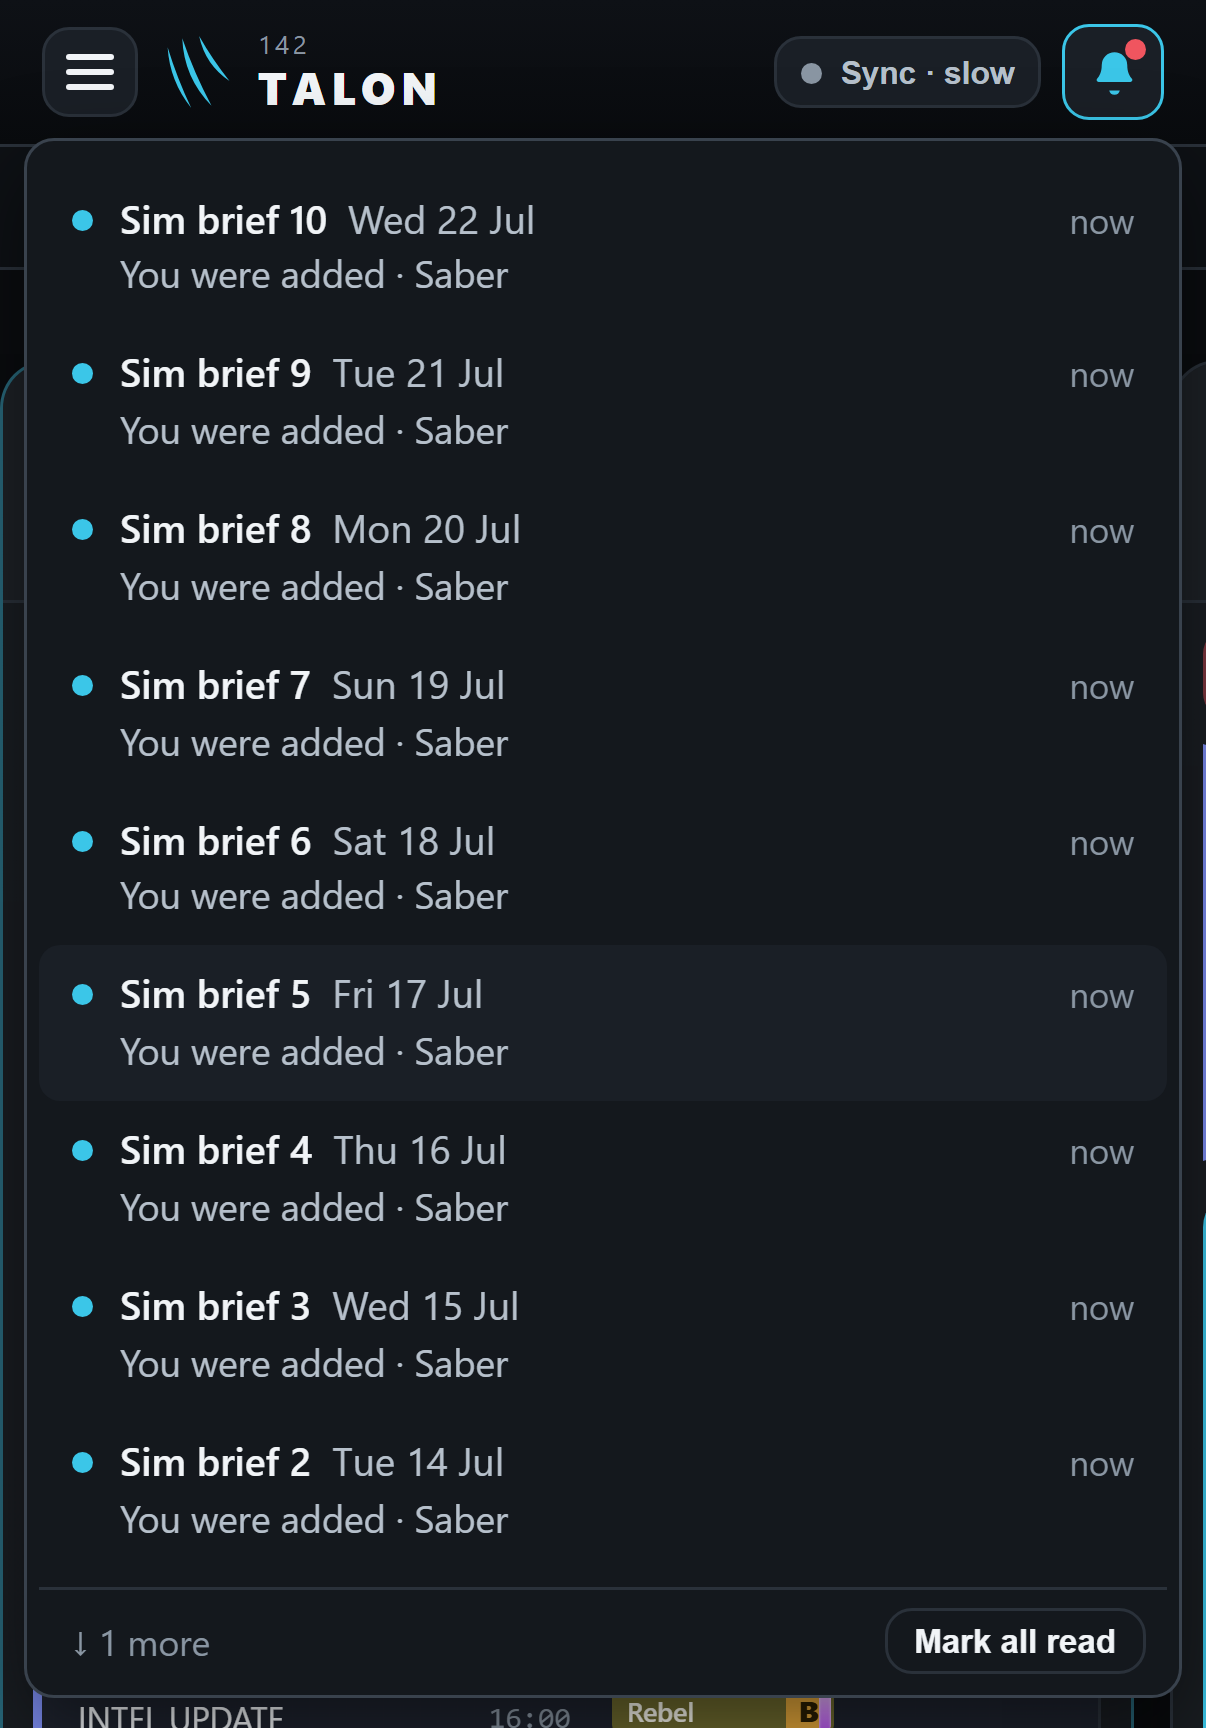 142
TALON
Sync · slow
Sim brief 10 Wed 22 Jul now
You were added · Saber
Sim brief 9 Tue 21 Jul now
You were added · Saber
Sim brief 8 Mon 20 Jul now
You were added · Saber
Sim brief 7 Sun 19 Jul now
You were added · Saber
Sim brief 6 Sat 18 Jul now
You were added · Saber
Sim brief 5 Fri 17 Jul now
You were added · Saber
Sim brief 4 Thu 16 Jul now
You were added · Saber
Sim brief 3 Wed 15 Jul now
You were added · Saber
Sim brief 2 Tue 14 Jul now
You were added · Saber
↓ 1 more Mark all read
INTEL UPDATE 16:00 Rebel B